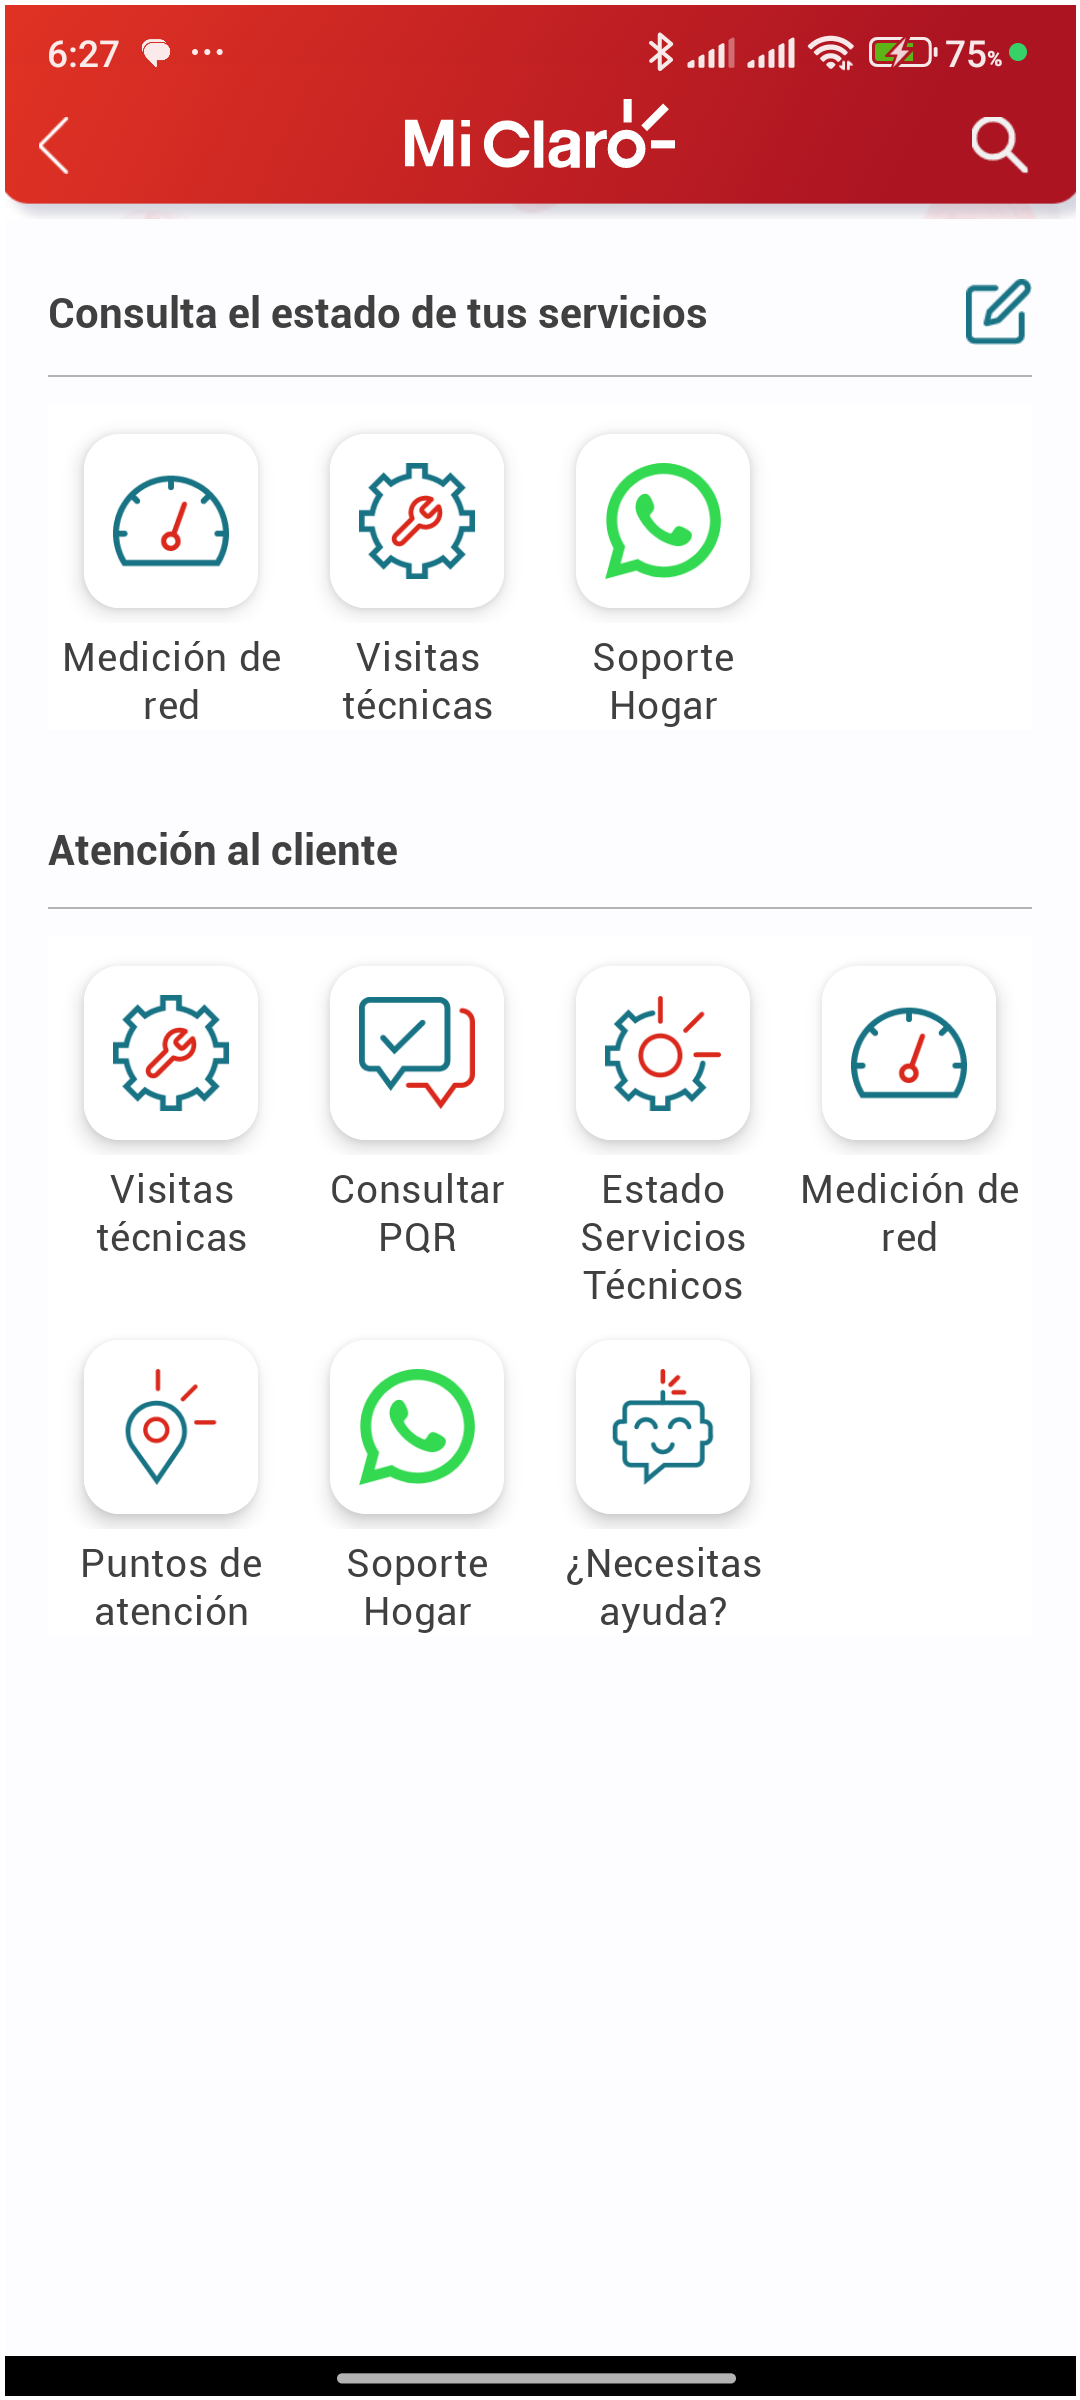 6:27
75%
Mi Claro
Consulta el estado de tus servicios
Medición de
red
Visitas
técnicas
Soporte
Hogar
Atención al cliente
Visitas
técnicas
Consultar
PQR
Estado
Servicios
Técnicos
Medición de
red
Puntos de
atención
Soporte
Hogar
¿Necesitas
ayuda?